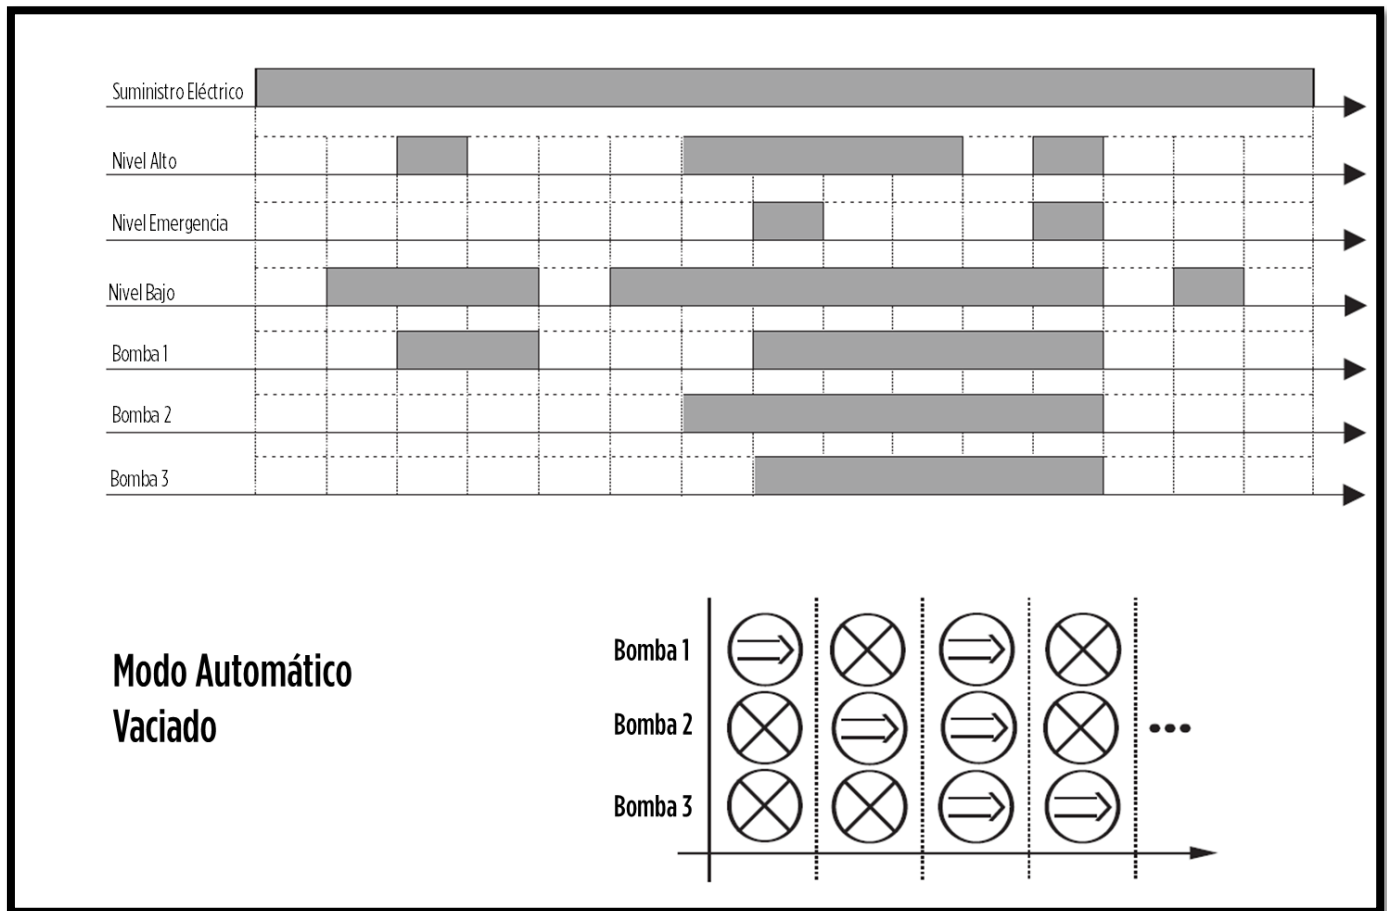 Suministro Eléctrico
Nivel Alto
Nivel Emergencia
Nivel Bajo
Bomba 1
Bomba 2
Bomba 3
Modo Automático
Vaciado
Bomba 1
Bomba 2
Bomba 3